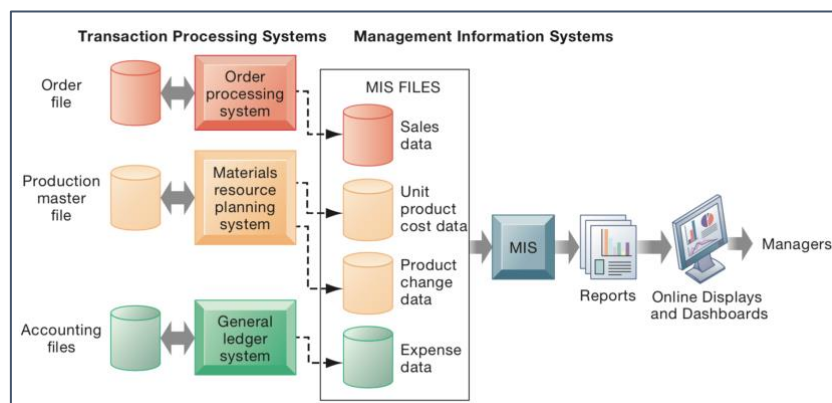 Transaction Processing Systems
Management Information Systems
Order
file
Order
processing
system
MIS FILES
Sales
data
Production
master
file
Materials
resource
planning
system
Unit
product
cost data
Product
change
data
MIS
Reports
Online Displays
and Dashboards
Managers
Accounting
files
General
ledger
system
Expense
data